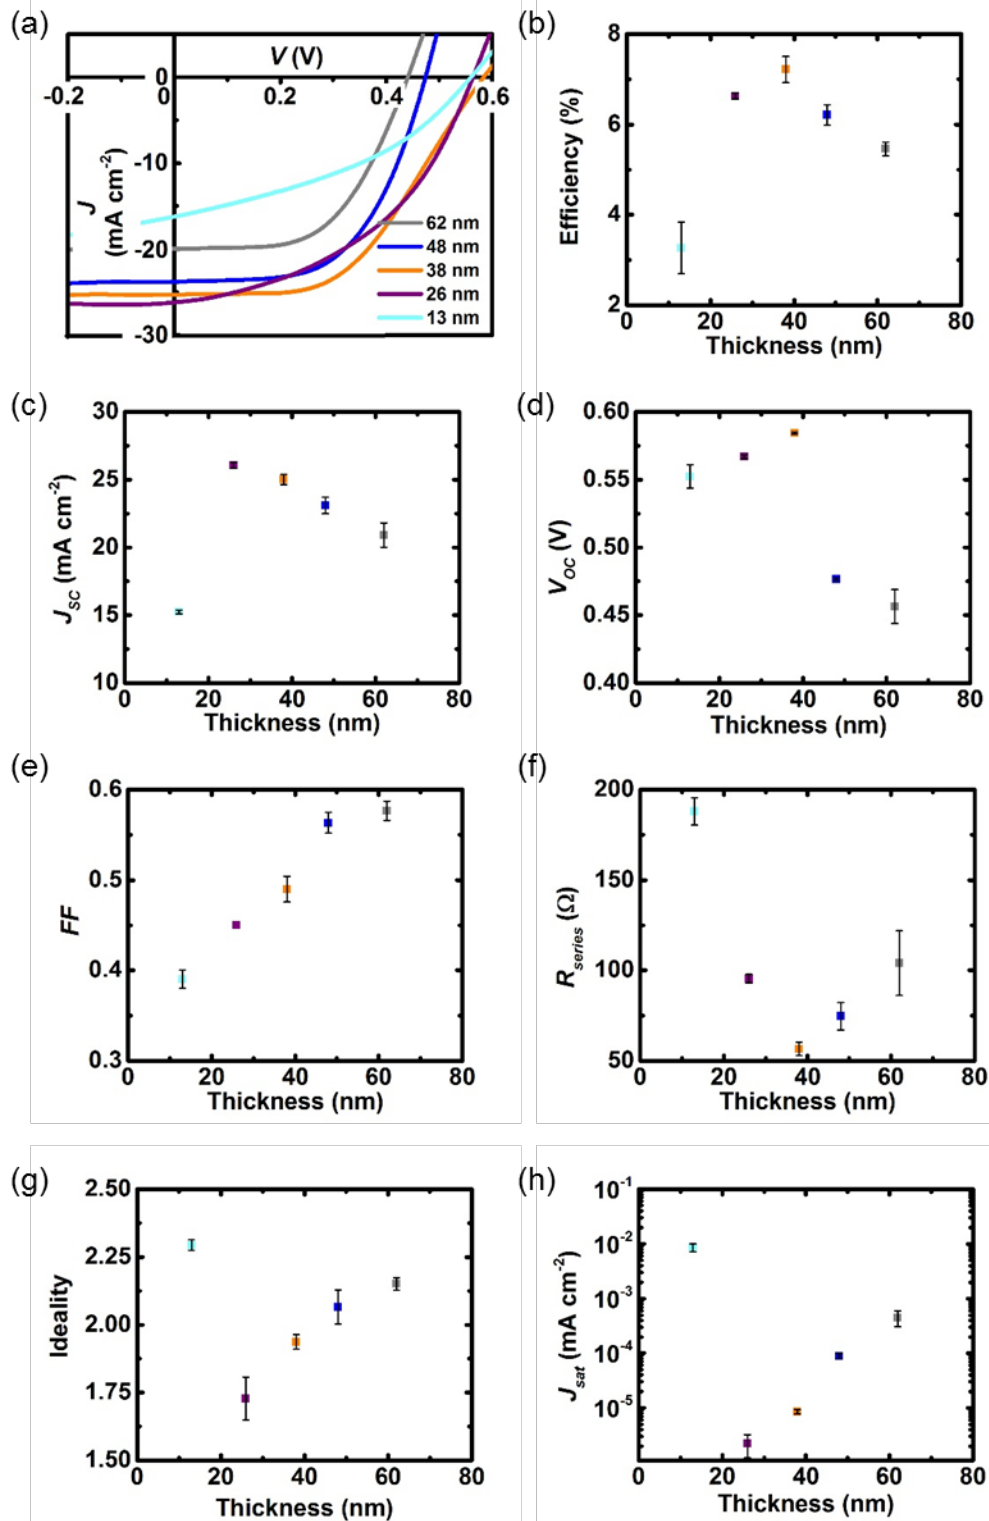 (a)
V (V)
0
-0.2
0
0.2
0.4
0.6
-10
J
(mA cm-2)
-20
-30
62 nm
48 nm
38 nm
26 nm
13 nm
(b)
8
6
4
2
Efficiency (%)
0
20
40
60
80
Thickness (nm)
(c)
30
25
20
15
10
JSC (mA cm-2)
0
20
40
60
80
Thickness (nm)
(d)
0.60
0.55
0.50
0.45
0.40
VOC (V)
0
20
40
60
80
Thickness (nm)
(e)
0.6
0.5
0.4
0.3
FF
0
20
40
60
80
Thickness (nm)
(f)
200
150
100
50
Rseries (Ω)
0
20
40
60
80
Thickness (nm)
(g)
2.50
2.25
2.00
1.75
1.50
Ideality
0
20
40
60
80
Thickness (nm)
(h)
10-1
10-2
10-3
10-4
10-5
Jsat (mA cm-2)
0
20
40
60
80
Thickness (nm)